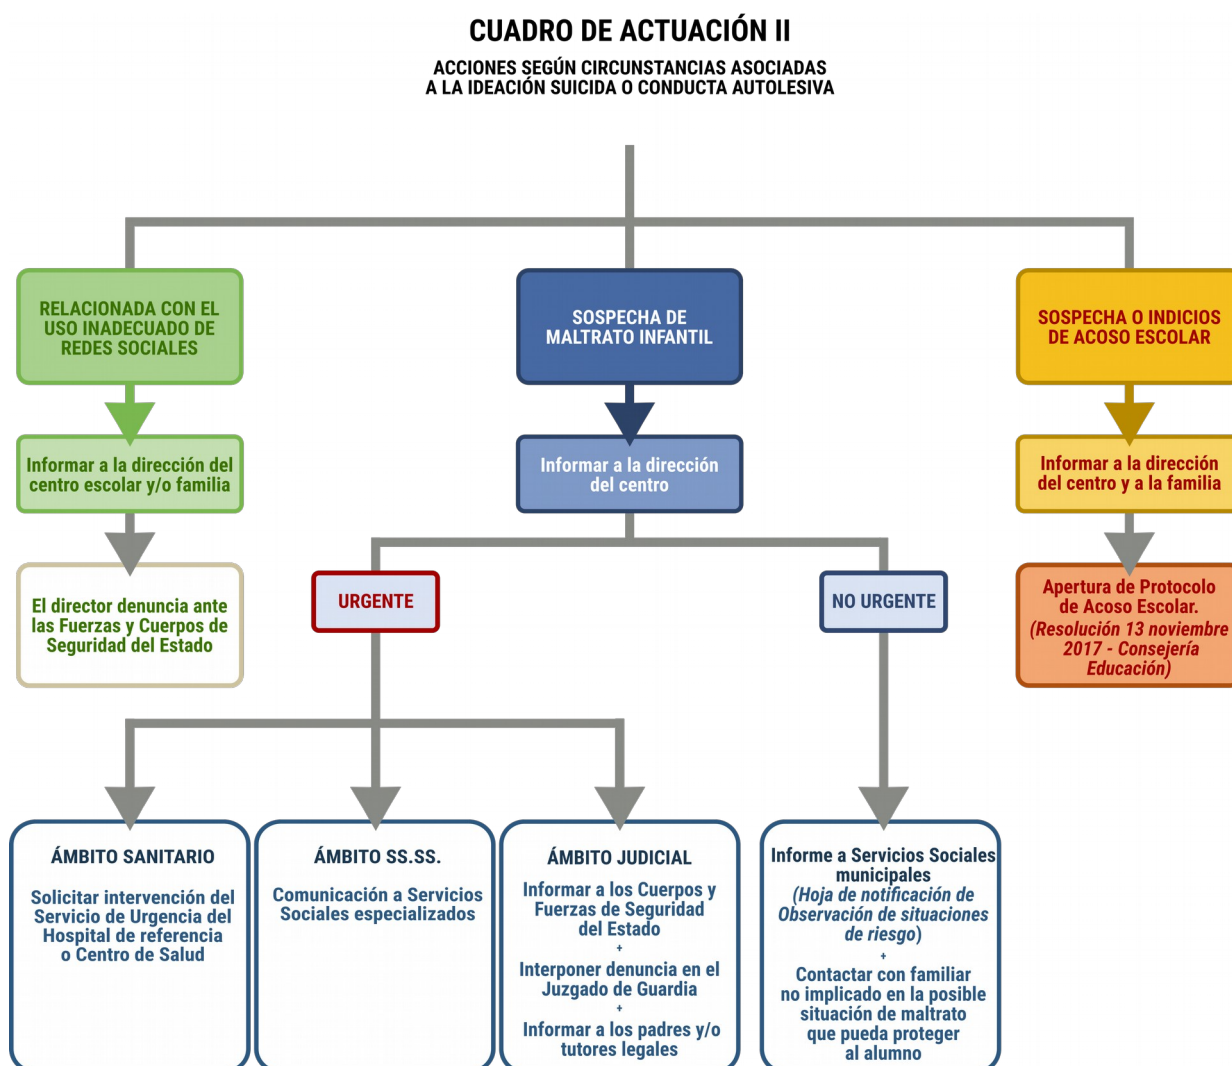 CUADRO DE ACTUACIÓN II
ACCIONES SEGÚN CIRCUNSTANCIAS ASOCIADAS
A LA IDEACIÓN SUICIDA O CONDUCTA AUTOLESIVA
RELACIONADA CON EL
USO INADECUADO DE
REDES SOCIALES
SOSPECHA DE
MALTRATO INFANTIL
SOSPECHA O INDICIOS
DE ACOSO ESCOLAR
Informar a la dirección del
centro escolar y/o familia
Informar a la dirección
del centro
Informar a la dirección
del centro y a la familia
El director denuncia ante
las Fuerzas y Cuerpos de
Seguridad del Estado
URGENTE
NO URGENTE
Apertura de Protocolo
de Acoso Escolar.
(Resolución 13 noviembre
2017 - Consejería
Educación)
ÁMBITO SANITARIO
Solicitar intervención del
Servicio de Urgencia del
Hospital de referencia
o Centro de Salud
ÁMBITO SS.SS.
Comunicación a Servicios
Sociales especializados
ÁMBITO JUDICIAL
Informar a los Cuerpos y
Fuerzas de Seguridad
del Estado
+
Interponer denuncia en el
Juzgado de Guardia
+
Informar a los padres y/o
tutores legales
Informe a Servicios Sociales
municipales
(Hoja de notificación de
Observación de situaciones
de riesgo)
+
Contactar con familiar
no implicado en la posible
situación de maltrato
que pueda proteger
al alumno